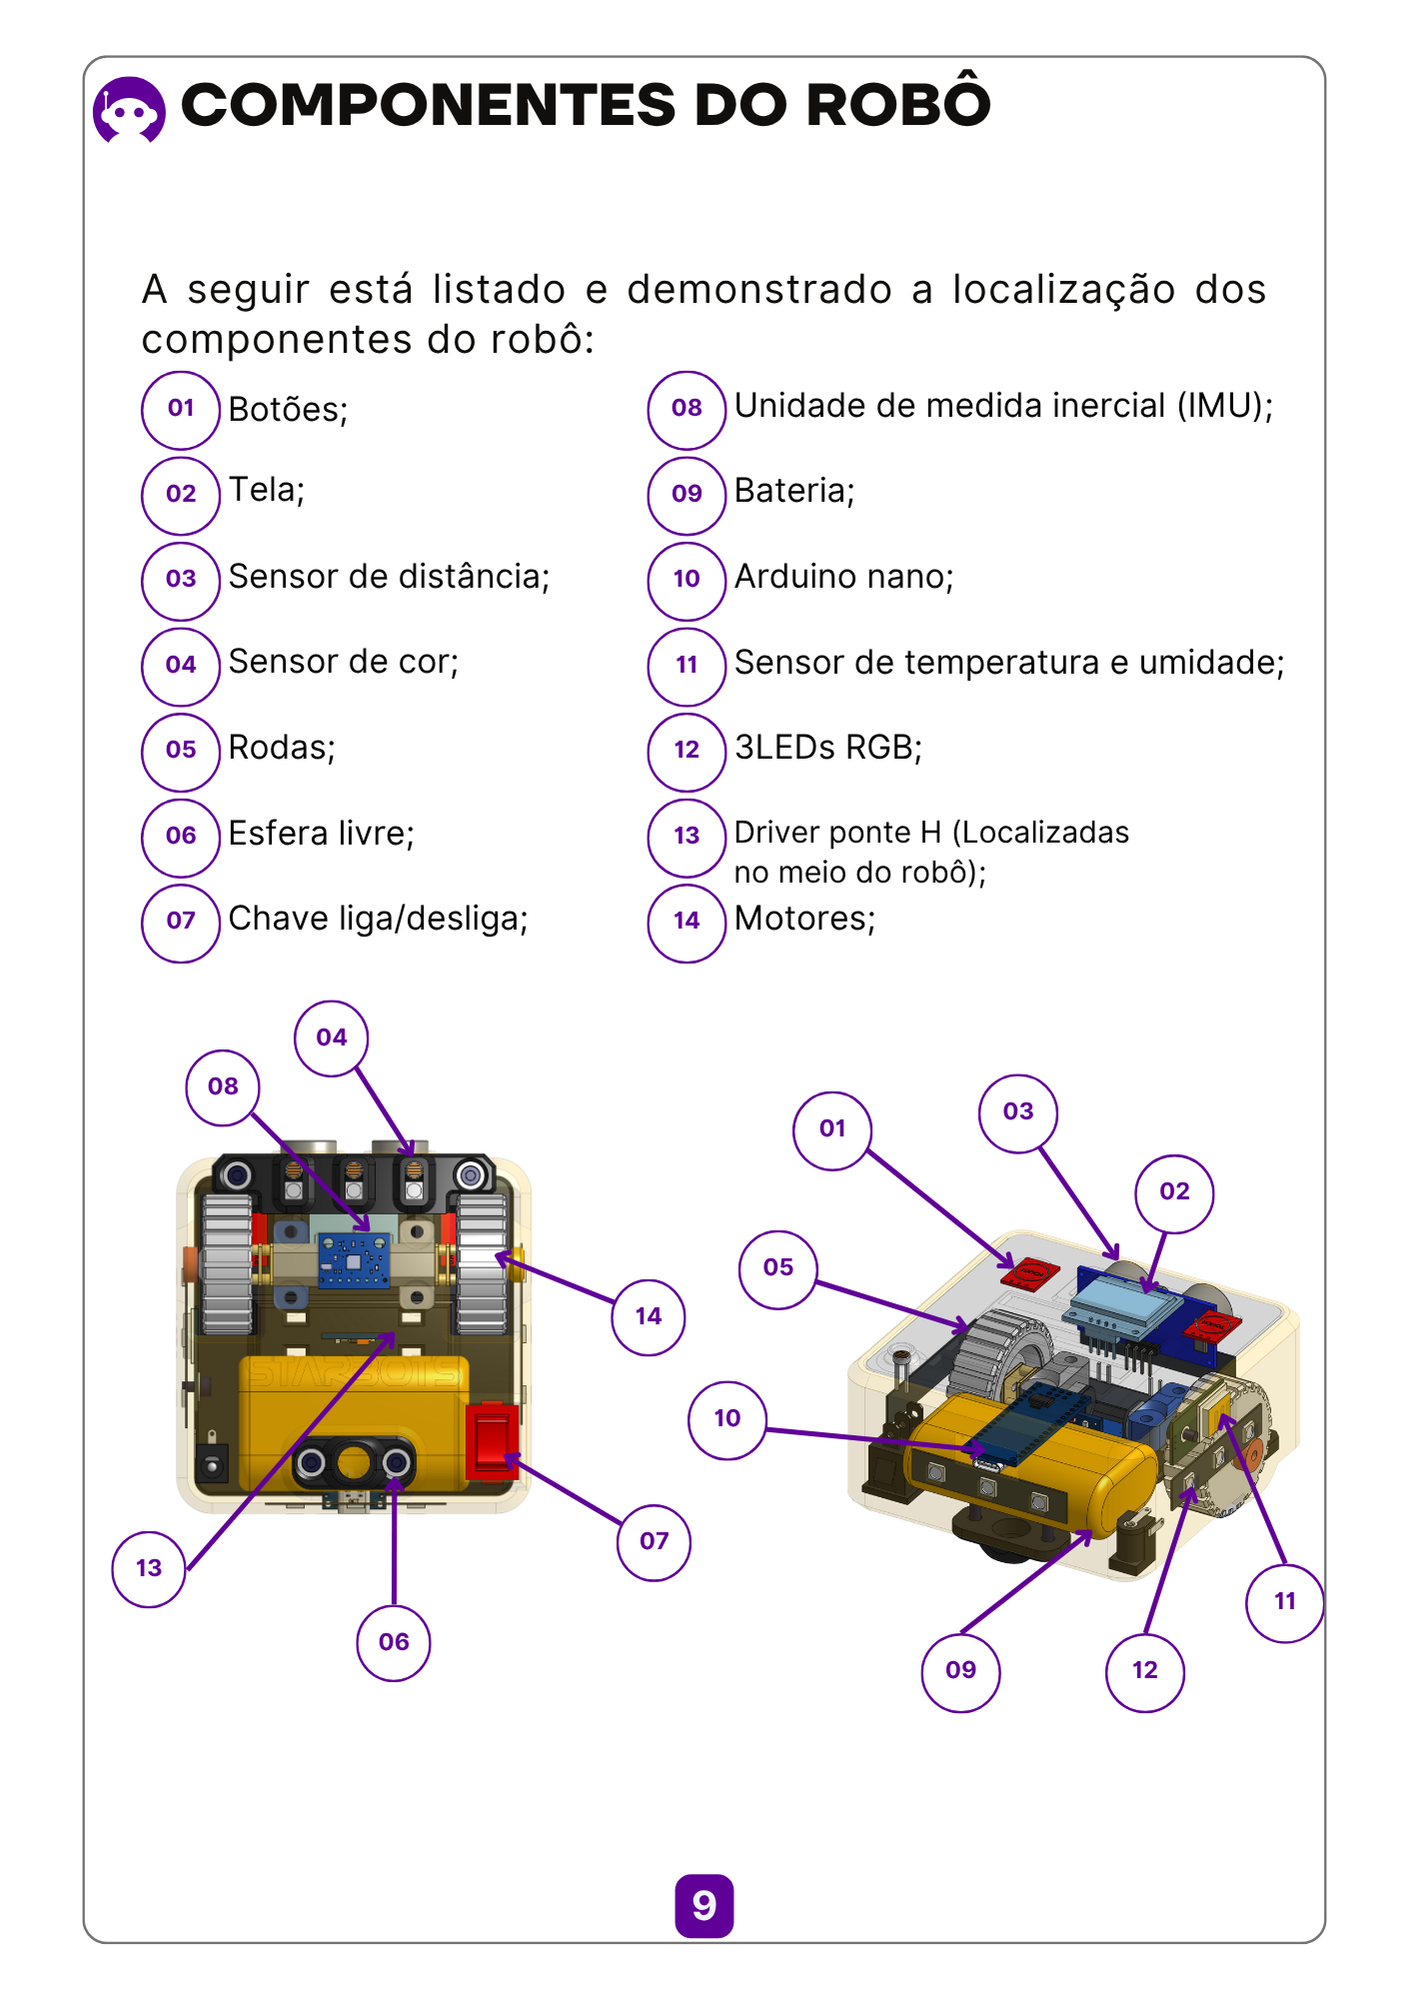 COMPONENTES DO ROBÔ
A seguir está listado e demonstrado a localização dos
componentes do robô:
01 Botões;
02 Tela;
03 Sensor de distância;
04 Sensor de cor;
05 Rodas;
06 Esfera livre;
07 Chave liga/desliga;
08 Unidade de medida inercial (IMU);
09 Bateria;
10 Arduino nano;
11 Sensor de temperatura e umidade;
12 3LEDs RGB;
13 Driver ponte H (Localizadas
no meio do robô);
14 Motores;
04
08
14
STARBOTS
07
13
06
03
01
02
05
10
11
09
12
9